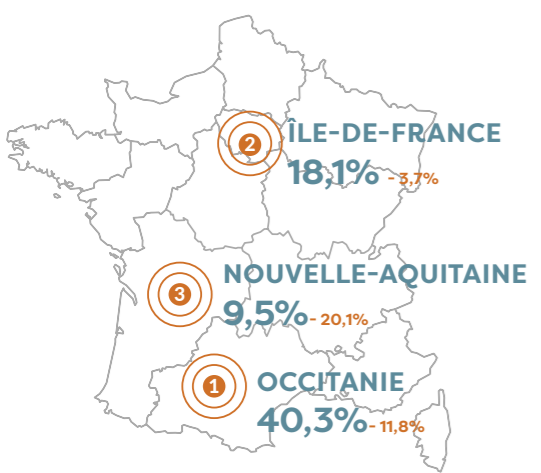 2
ÎLE-DE-FRANCE
18,1% - 3,7%
3
NOUVELLE-AQUITAINE
9,5% - 20,1%
1
OCCITANIE
40,3% - 11,8%